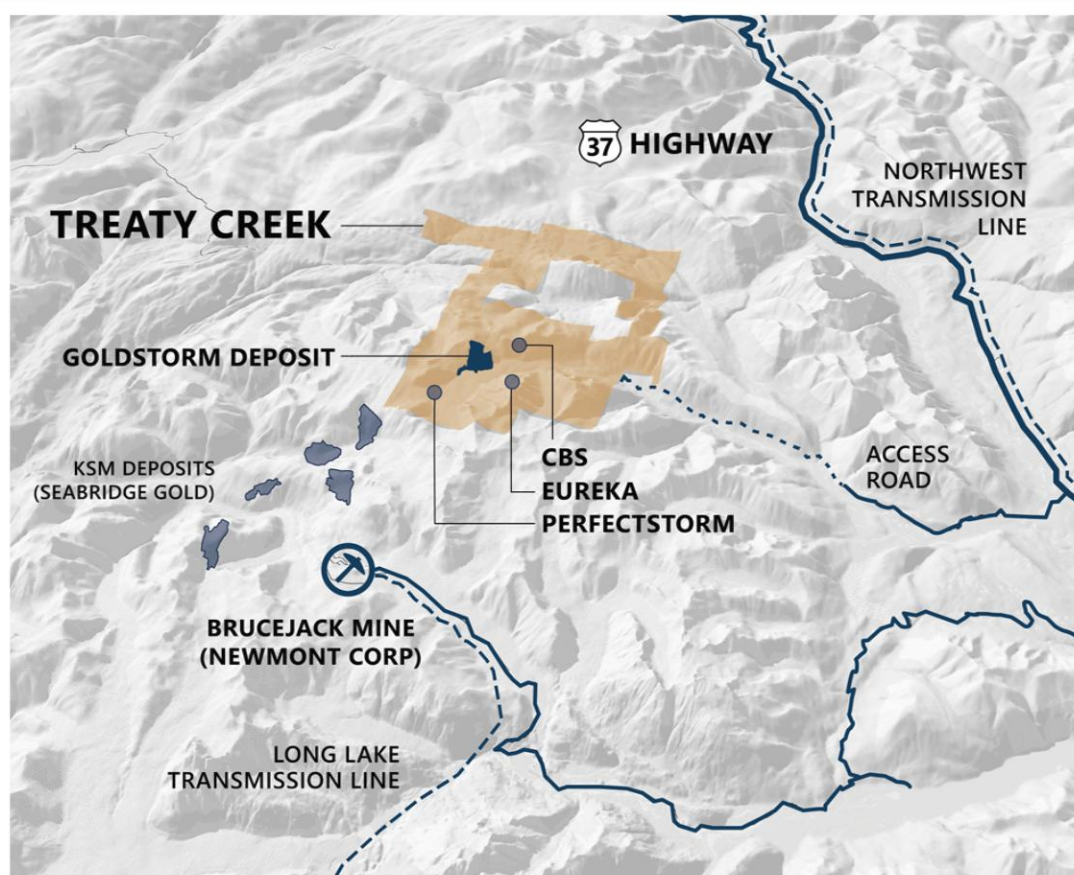 37 HIGHWAY
NORTHWEST
TRANSMISSION
LINE
TREATY CREEK
GOLDSTORM DEPOSIT
CBS
EUREKA
PERFECTSTORM
ACCESS
ROAD
KSM DEPOSITS
(SEABRIDGE GOLD)
BRUCEJACK MINE
(NEWMONT CORP)
LONG LAKE
TRANSMISSION LINE